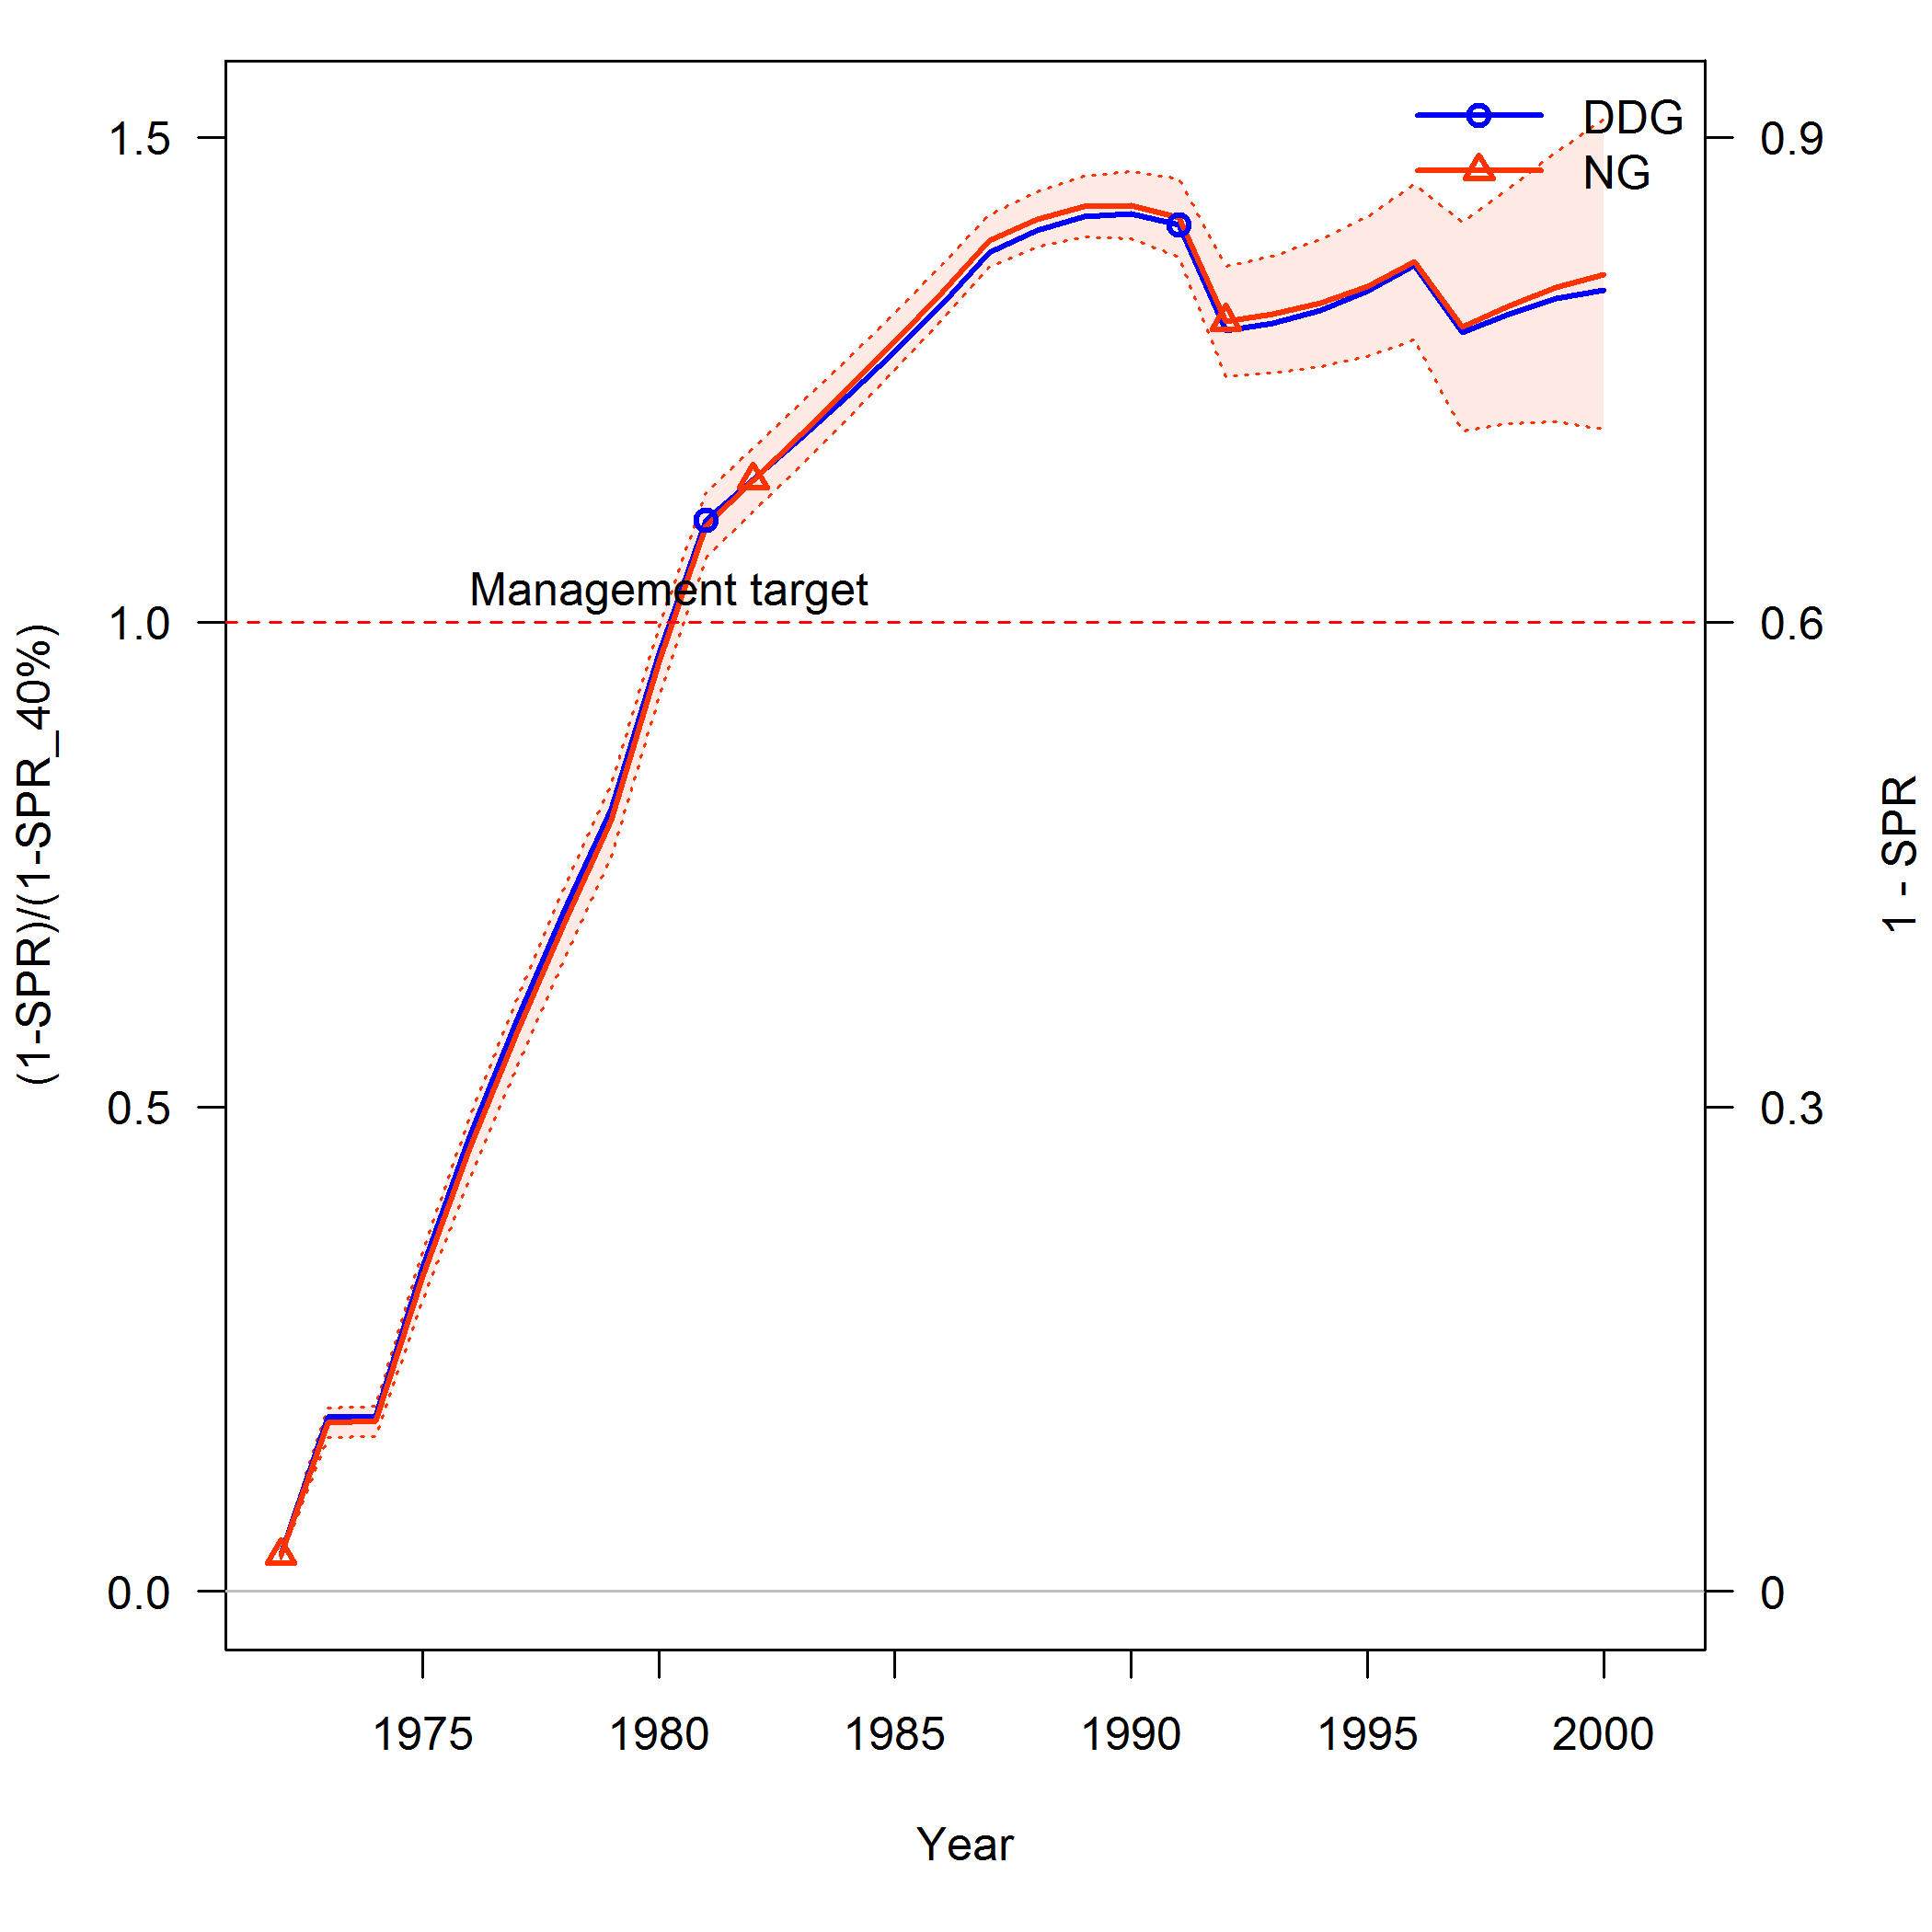 DDG
NG
Management target
(1-SPR)/(1-SPR_40%)
0.0
0.5
1.0
1.5
1 - SPR
0
0.3
0.6
0.9
1975
1980
1985
1990
1995
2000
Year